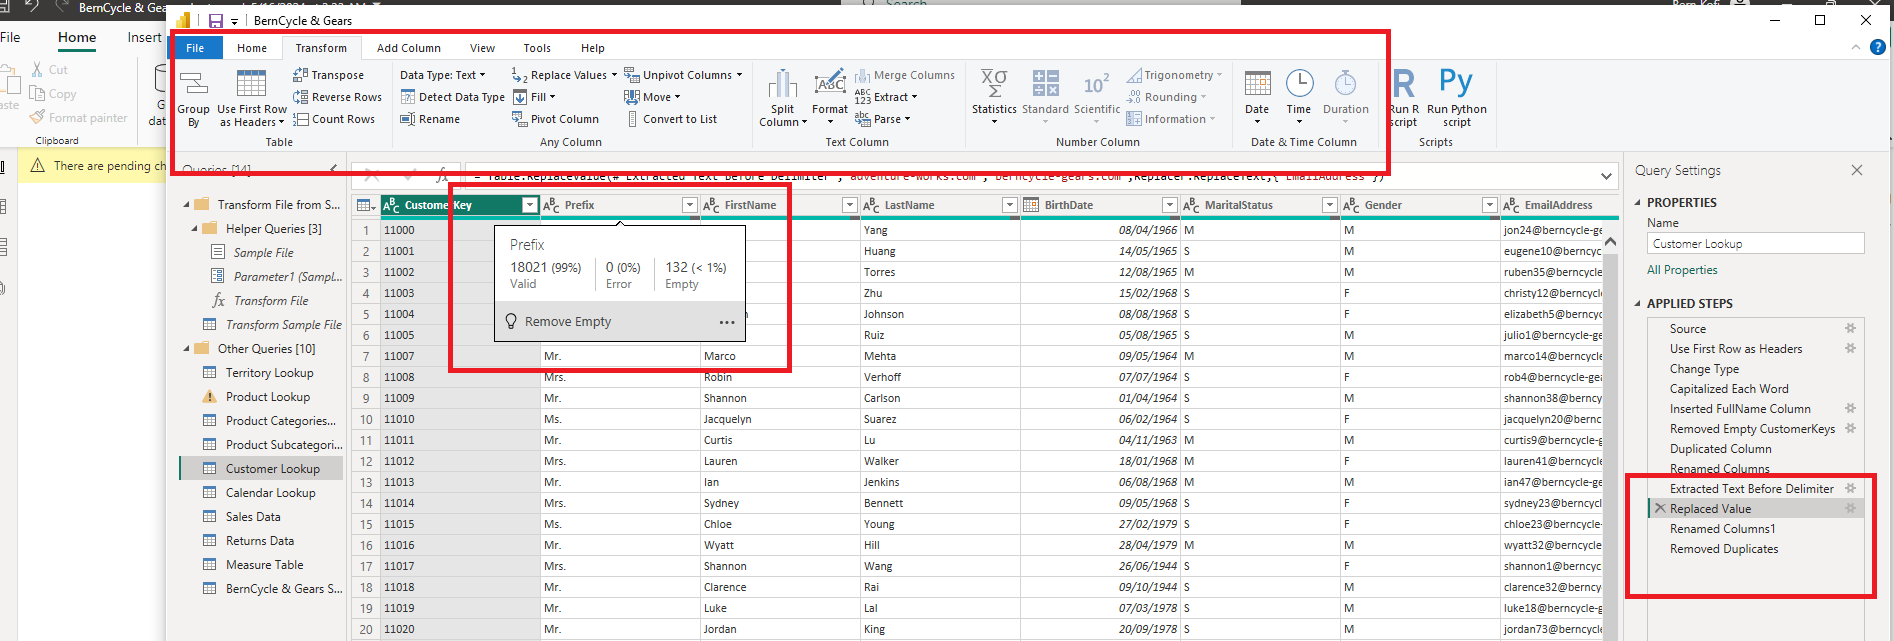 BernCycle & Gears
Search
Bern Kofi
File
Home
Insert
Cut
Copy
Format painter
Clipboard
There are pending ch
BernCycle & Gears
File
Home
Transform
Add Column
View
Tools
Help
Group By
Use First Row as Headers
Transpose
Reverse Rows
Count Rows
Table
Data Type: Text
Detect Data Type
Rename
Replace Values
Fill
Pivot Column
Unpivot Columns
Move
Convert to List
Any Column
Split Column
Format
Merge Columns
ABC 123 Extract
abc Parse
Text Column
Statistics
Standard
Scientific
Trigonometry
Rounding
Information
Number Column
Date
Time
Duration
Date & Time Column
R
Run R script
Py
Run Python script
Scripts
Queries [14]
Transform File from S...
Helper Queries [3]
Sample File
Parameter1 (Sampl...
Transform File
Transform Sample File
Other Queries [10]
Territory Lookup
Product Lookup
Product Categories...
Product Subcategori...
Customer Lookup
Calendar Lookup
Sales Data
Returns Data
Measure Table
BernCycle & Gears S...
= Table.ReplaceValue(#"Extracted Text Before Delimiter","adventure-works.com","berncycle-gears.com",Replacer.ReplaceText,{"EmailAddress"})
CustomerKey Prefix FirstName LastName BirthDate MaritalStatus Gender EmailAddress
1 11000 Yang 08/04/1966 M M jon24@berncycle-ge
2 11001 Huang 14/05/1965 S M eugene10@berncycl
3 11002 Torres 12/08/1965 M M ruben35@berncycle
4 11003 Zhu 15/02/1968 S F christy12@berncycle
5 11004 Johnson 08/08/1968 S F elizabeth5@berncyc
6 11005 Ruiz 05/08/1965 S M julio1@berncycle-ge
7 11007 Mr. Marco Mehta 09/05/1964 M M marco14@berncycle
8 11008 Mrs. Robin Verhoff 07/07/1964 S F rob4@berncycle-gea
9 11009 Mr. Shannon Carlson 01/04/1964 S M shannon38@berncyc
10 11010 Ms. Jacquelyn Suarez 06/02/1964 S F jacquelyn20@bernc
11 11011 Mr. Curtis Lu 04/11/1963 M M curtis9@berncycle-g
12 11012 Mrs. Lauren Walker 18/01/1968 M F lauren41@berncycle
13 11013 Mr. Ian Jenkins 06/08/1968 M M ian47@berncycle-ge
14 11014 Mrs. Sydney Bennett 09/05/1968 S F sydney23@berncycle
15 11015 Ms. Chloe Young 27/02/1979 S F chloe23@berncycle-
16 11016 Mr. Wyatt Hill 28/04/1979 M M wyatt32@berncycle-
17 11017 Mrs. Shannon Wang 26/06/1944 S F shannon1@berncyc
18 11018 Mr. Clarence Rai 09/10/1944 S M clarence32@berncy
19 11019 Mr. Luke Lal 07/03/1978 S M luke18@berncycle-g
20 11020 Mr. Jordan King 20/09/1978 S M jordan73@berncycle
Prefix
18021 (99%) 0 (0%) 132 (< 1%)
Valid Error Empty
Remove Empty
Query Settings
PROPERTIES
Name
Customer Lookup
All Properties
APPLIED STEPS
Source
Use First Row as Headers
Change Type
Capitalized Each Word
Inserted FullName Column
Removed Empty CustomerKeys
Duplicated Column
Renamed Columns
Extracted Text Before Delimiter
Replaced Value
Renamed Columns1
Removed Duplicates